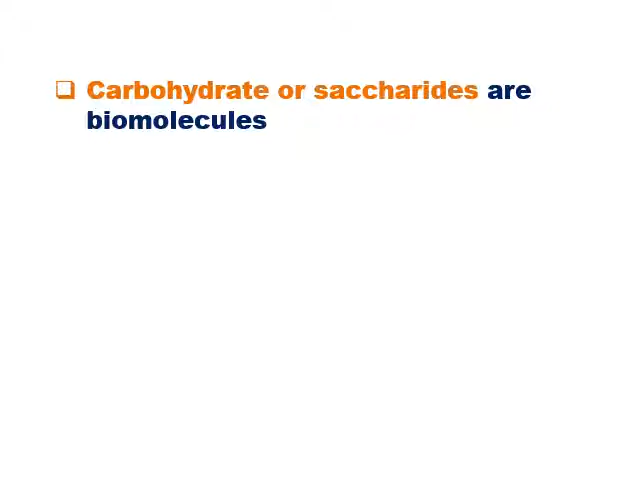 ❑ Carbohydrate or saccharides are
biomolecules